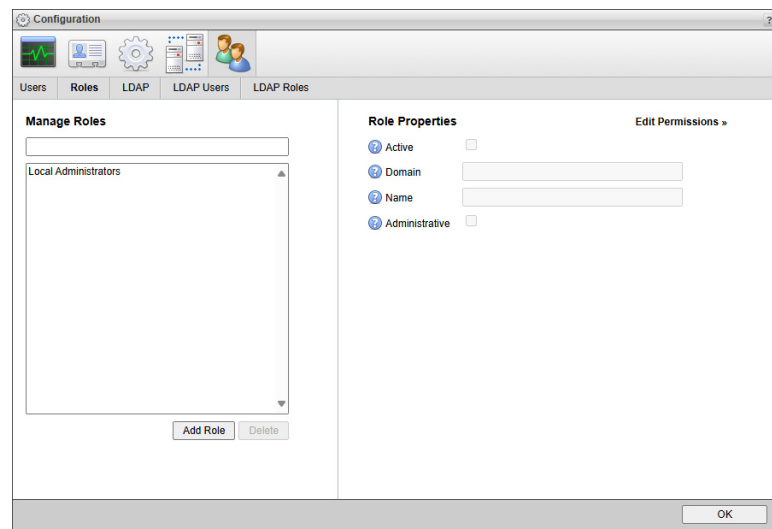 Configuration
?
Users Roles LDAP LDAP Users LDAP Roles
Manage Roles
Local Administrators
Add Role Delete
Role Properties Edit Permissions »
? Active
? Domain
? Name
? Administrative
OK